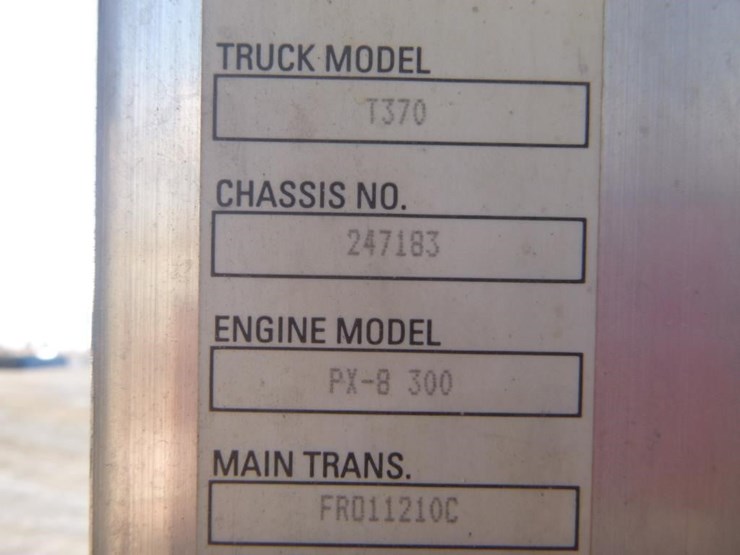 TRUCK MODEL
T370
CHASSIS NO.
247183
ENGINE MODEL
PX-8 300
MAIN TRANS.
FRO11210C